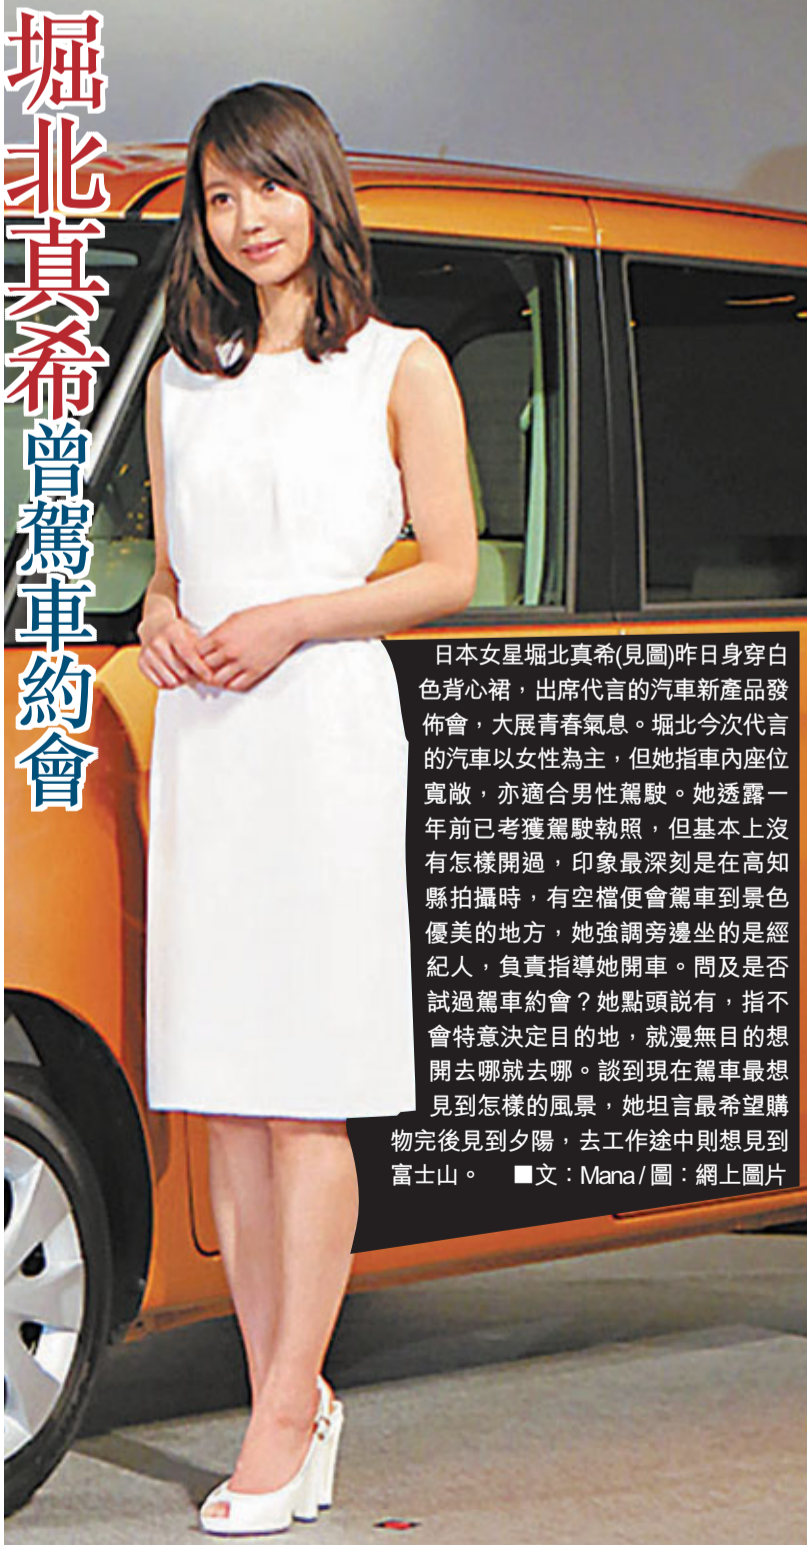 堀北真希曾駕車約會
日本女星堀北真希(見圖)昨日身穿白
色背心裙，出席代言的汽車新產品發
佈會，大展青春氣息。堀北今次代言
的汽車以女性為主，但她指車內座位
寬敞，亦適合男性駕駛。她透露一
年前已考獲駕駛執照，但基本上沒
有怎樣開過，印象最深刻是在高知
縣拍攝時，有空檔便會駕車到景色
優美的地方，她強調旁邊坐的是經
紀人，負責指導她開車。問及是否
試過駕車約會？她點頭説有，指不
會特意決定目的地，就漫無目的想
開去哪就去哪。談到現在駕車最想
見到怎樣的風景，她坦言最希望購
物完後見到夕陽，去工作途中則想見到
富士山。 ■文：Mana / 圖：網上圖片